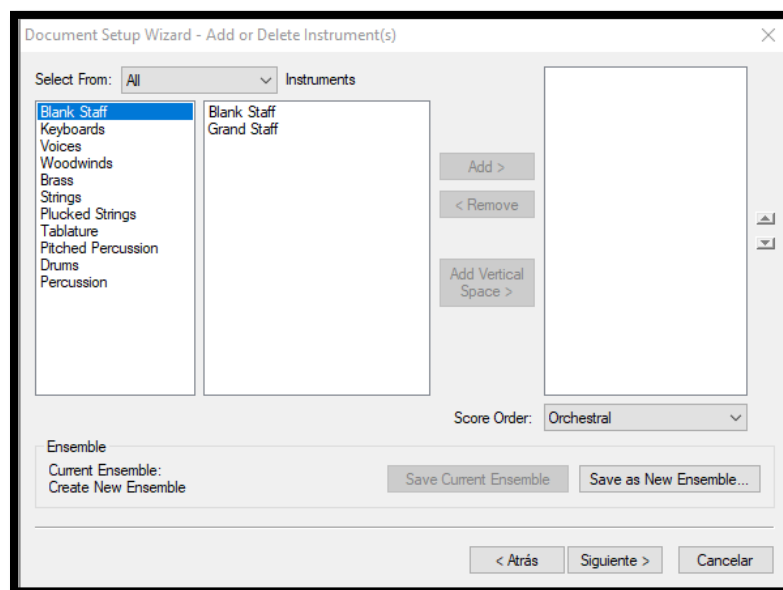 Document Setup Wizard - Add or Delete Instrument(s)
Select From: All Instruments
Blank Staff
Keyboards
Voices
Woodwinds
Brass
Strings
Plucked Strings
Tablature
Pitched Percussion
Drums
Percussion
Blank Staff
Grand Staff
Add >
< Remove
Add Vertical
Space >
Score Order: Orchestral
Ensemble
Current Ensemble:
Create New Ensemble
Save Current Ensemble
Save as New Ensemble...
< Atrás
Siguiente >
Cancelar